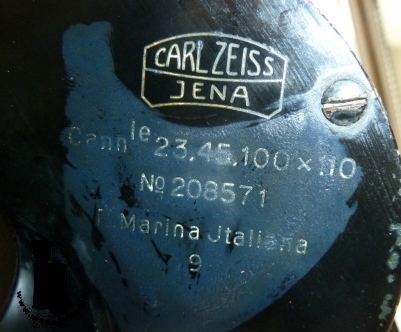 CARL ZEISS
JENA
Cann le 23,45,100×110
No 208571
Marina Jtaliana
9